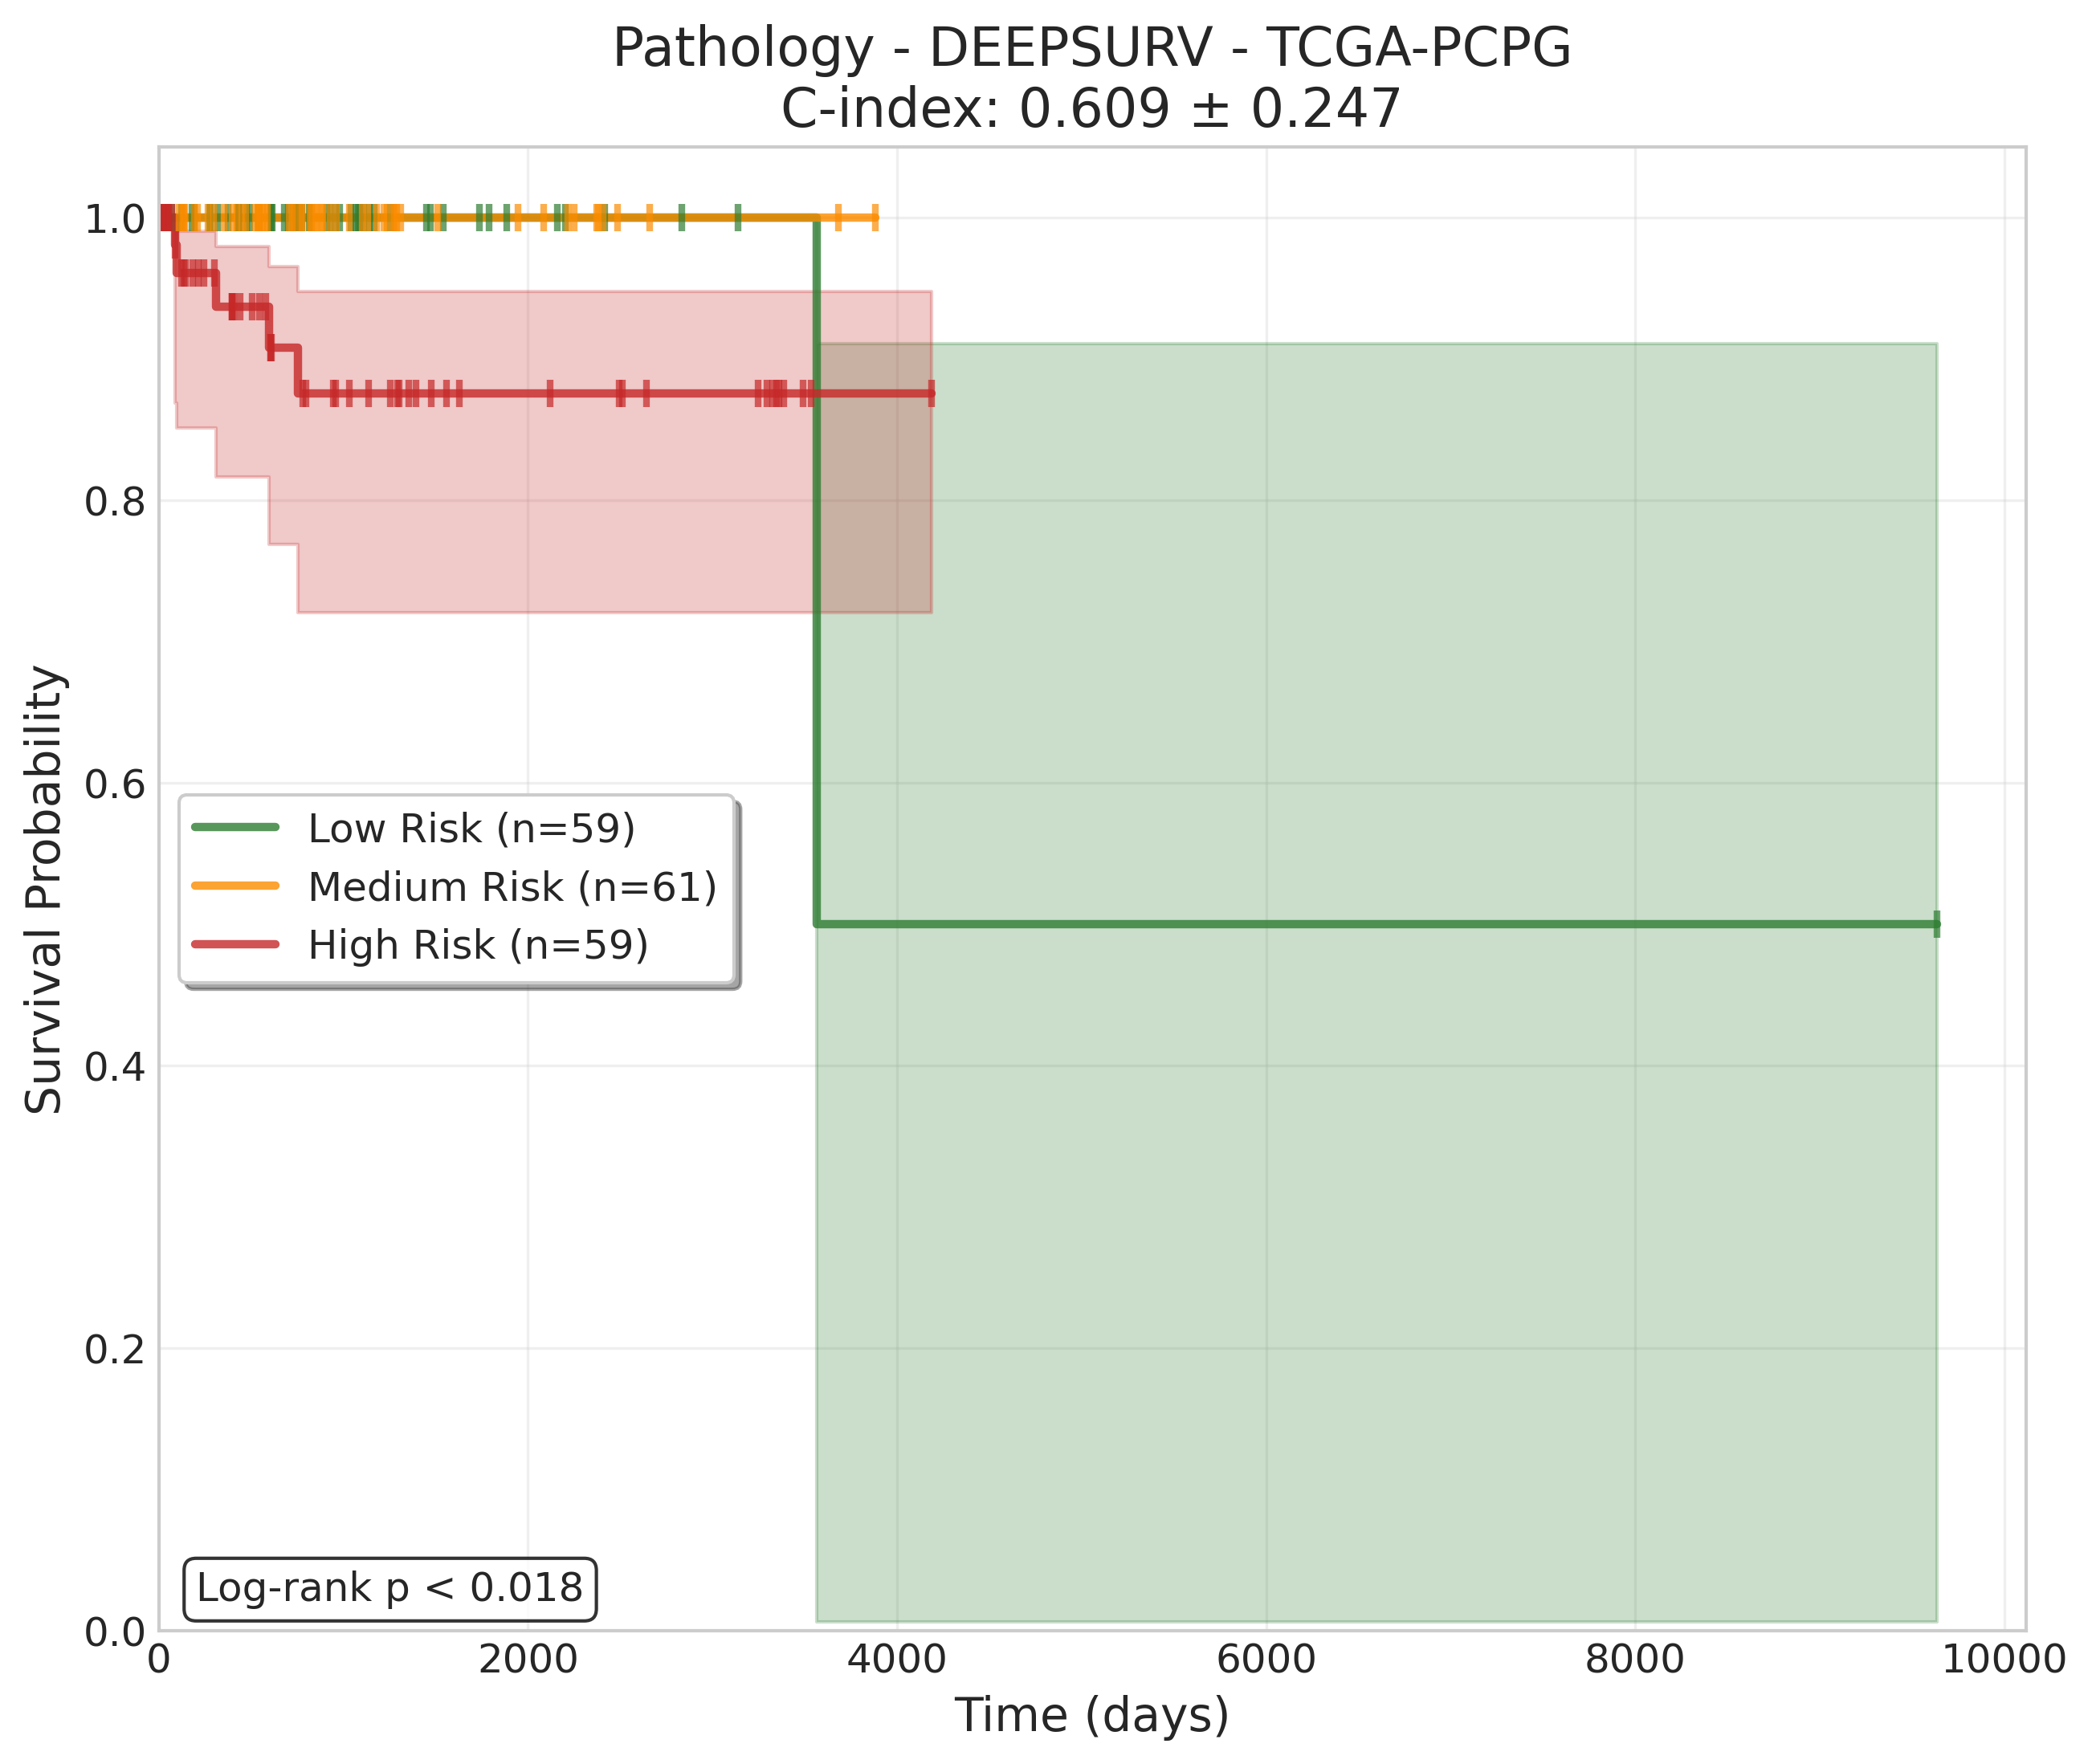 Pathology - DEEPSURV - TCGA-PCPG
C-index: 0.609 ± 0.247
Survival Probability
1.0
0.8
0.6
0.4
0.2
0.0
Low Risk (n=59)
Medium Risk (n=61)
High Risk (n=59)
Log-rank p < 0.018
0 2000 4000 6000 8000 10000
Time (days)